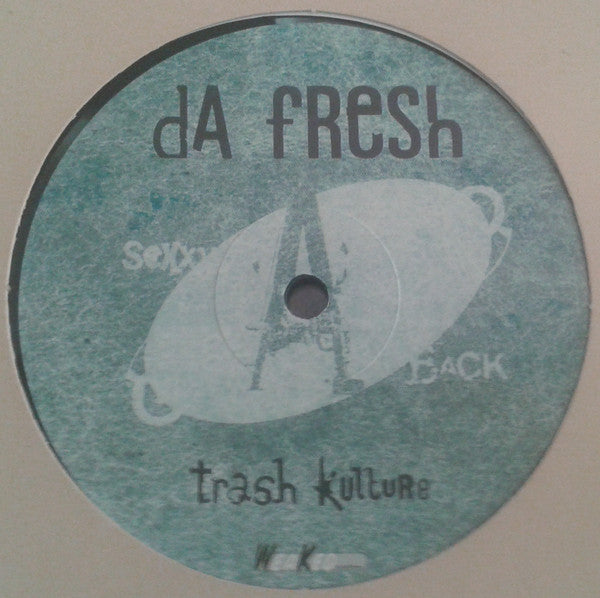 dA fResh
A
BACK
trash kultuRe